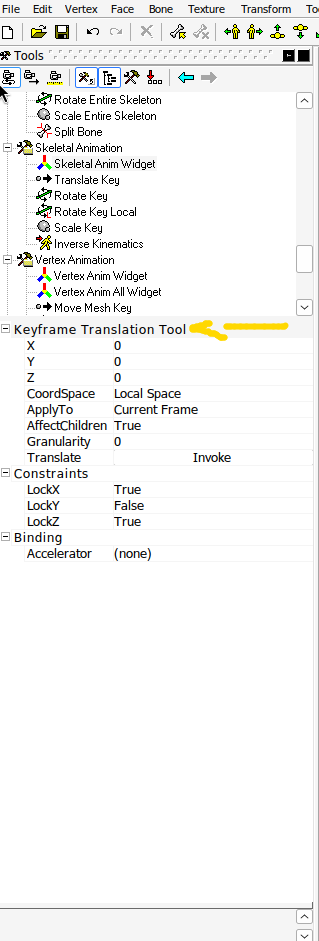 File Edit Vertex Face Bone Texture Transform
Tools
Rotate Entire Skeleton
Scale Entire Skeleton
Split Bone
Skeletal Animation
Skeletal Anim Widget
Translate Key
Rotate Key
Rotate Key Local
Scale Key
Inverse Kinematics
Vertex Animation
Vertex Anim Widget
Vertex Anim All Widget
Move Mesh Key
Keyframe Translation Tool
X 0
Y 0
Z 0
CoordSpace Local Space
ApplyTo Current Frame
AffectChildren True
Granularity 0
Translate Invoke
Constraints
LockX True
LockY False
LockZ True
Binding
Accelerator (none)